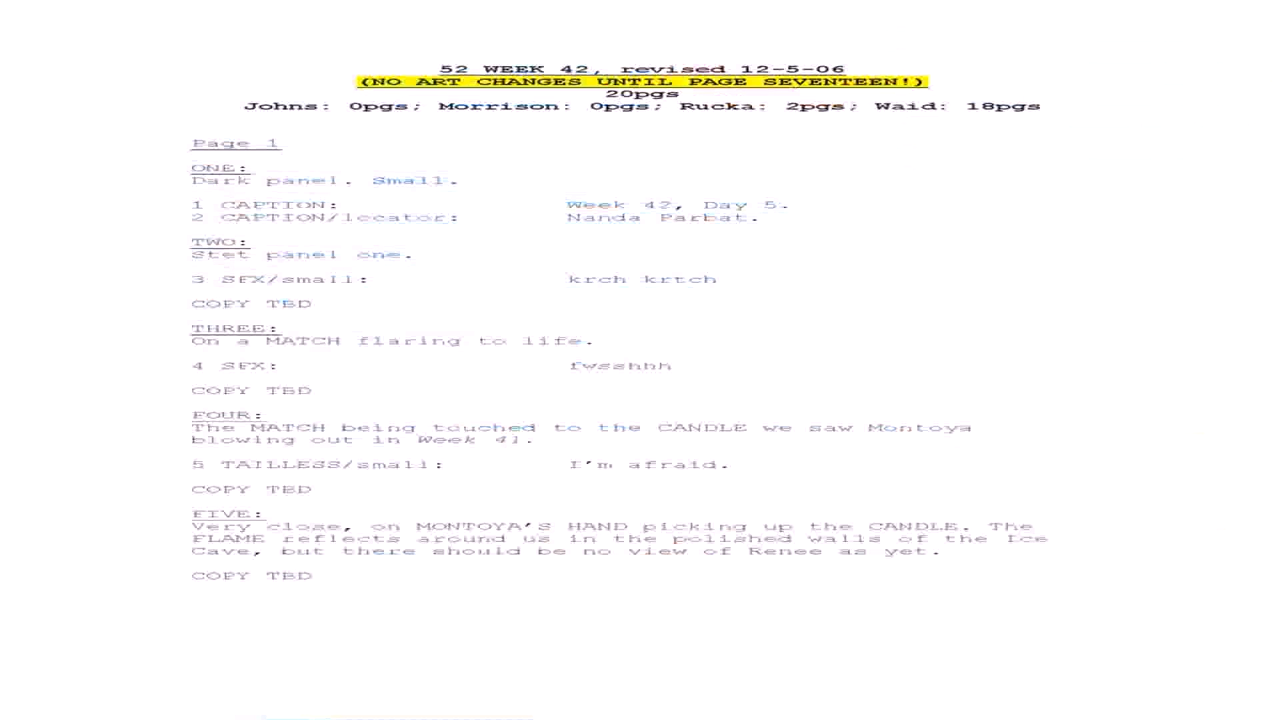 52 WEEK 42, revised 12-5-06
(NO ART CHANGES UNTIL PAGE SEVENTEEN!)
20pgs
Johns: 0pgs; Morrison: 0pgs; Rucka: 2pgs; Waid: 18pgs
Page 1
ONE:
Dark panel. Small.
1 CAPTION: Week 42, Day 5.
2 CAPTION/locator: Nanda Parbat.
TWO:
Stet panel one.
3 SFX/small: krch krtch
COPY TBD
THREE:
On a MATCH flaring to life.
4 SFX: fwsshhh
COPY TBD
FOUR:
The MATCH being touched to the CANDLE we saw Montoya
blowing out in Week 41.
5 TAILLESS/small: I'm afraid.
COPY TBD
FIVE:
Very close, on MONTOYA'S HAND picking up the CANDLE. The
FLAME reflects around us in the polished walls of the Ice
Cave, but there should be no view of Renee as yet.
COPY TBD